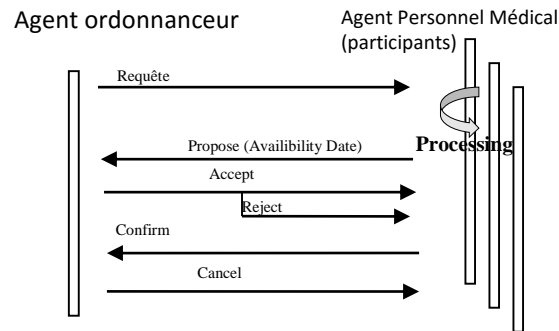 Agent ordonnanceur
Agent Personnel Médical
(participants)
Requête
Processing
Propose (Availibility Date)
Accept
Reject
Confirm
Cancel